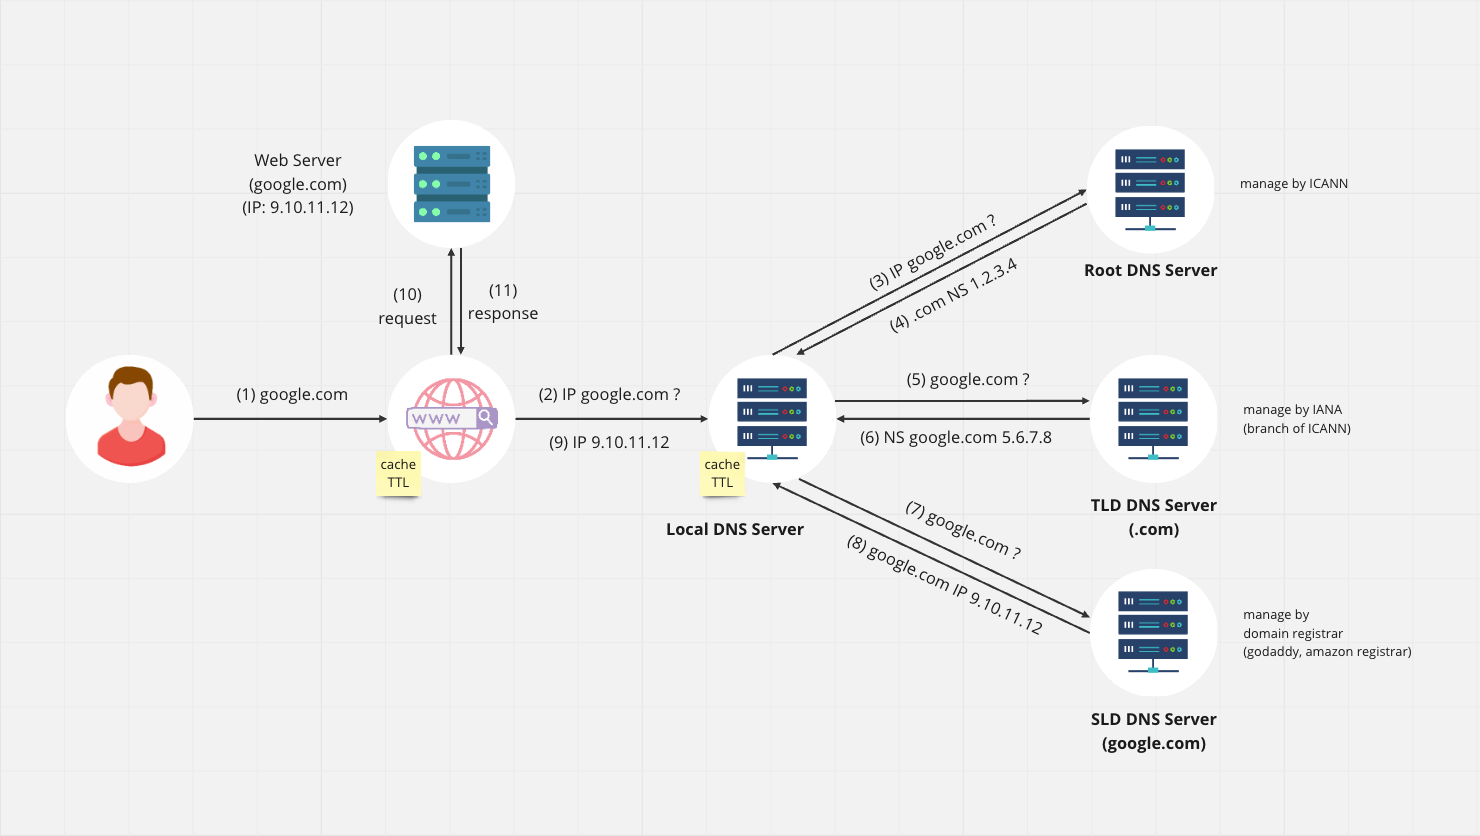 Web Server
(google.com)
(IP: 9.10.11.12)
(10)
request
(11)
response
(1) google.com
www
cache
TTL
(2) IP google.com ?
(9) IP 9.10.11.12
cache
TTL
Local DNS Server
(3) IP google.com ?
(4) .com NS 1.2.3.4
Root DNS Server
manage by ICANN
(5) google.com ?
(6) NS google.com 5.6.7.8
TLD DNS Server
(.com)
manage by IANA
(branch of ICANN)
(7) google.com ?
(8) google.com IP 9.10.11.12
SLD DNS Server
(google.com)
manage by
domain registrar
(godaddy, amazon registrar)